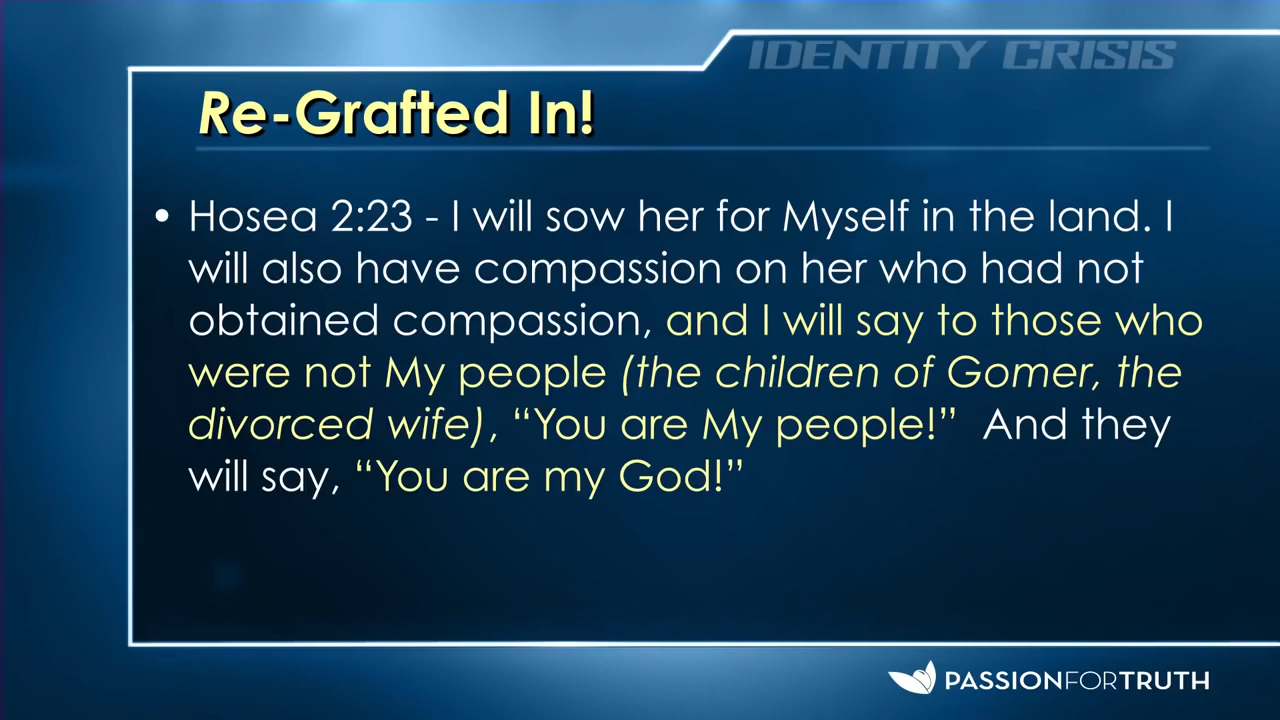 IDENTITY CRISIS
Re-Grafted In!
• Hosea 2:23 - I will sow her for Myself in the land. I
will also have compassion on her who had not
obtained compassion, and I will say to those who
were not My people (the children of Gomer, the
divorced wife), “You are My people!” And they
will say, “You are my God!”
PASSIONFORTRUTH